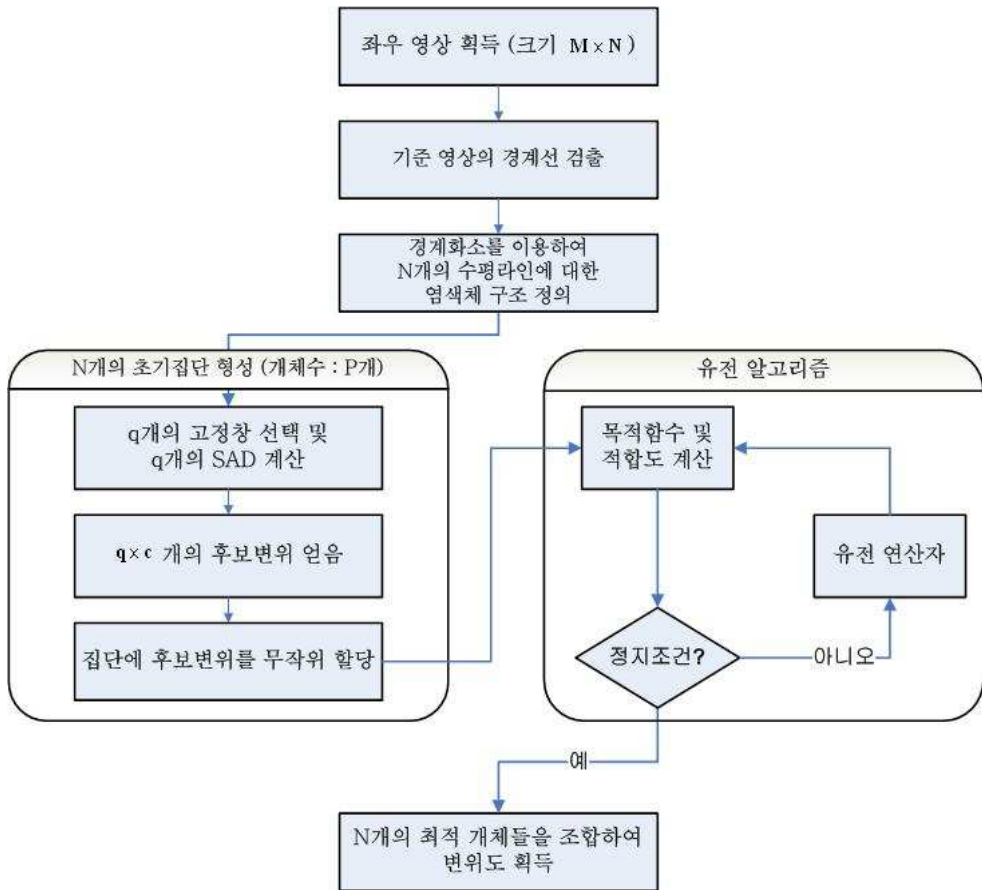 좌우 영상 획득 (크기 M × N )
기준 영상의 경계선 검출
경계화소를 이용하여
N개의 수평라인에 대한
염색체 구조 정의
N개의 초기집단 형성 (개체수 : P개)
q개의 고정창 선택 및
q개의 SAD 계산
q × c 개의 후보변위 얻음
집단에 후보변위를 무작위 할당
유전 알고리즘
목적함수 및
적합도 계산
유전 연산자
정지조건?
아니오
예
N개의 최적 개체들을 조합하여
변위도 획득